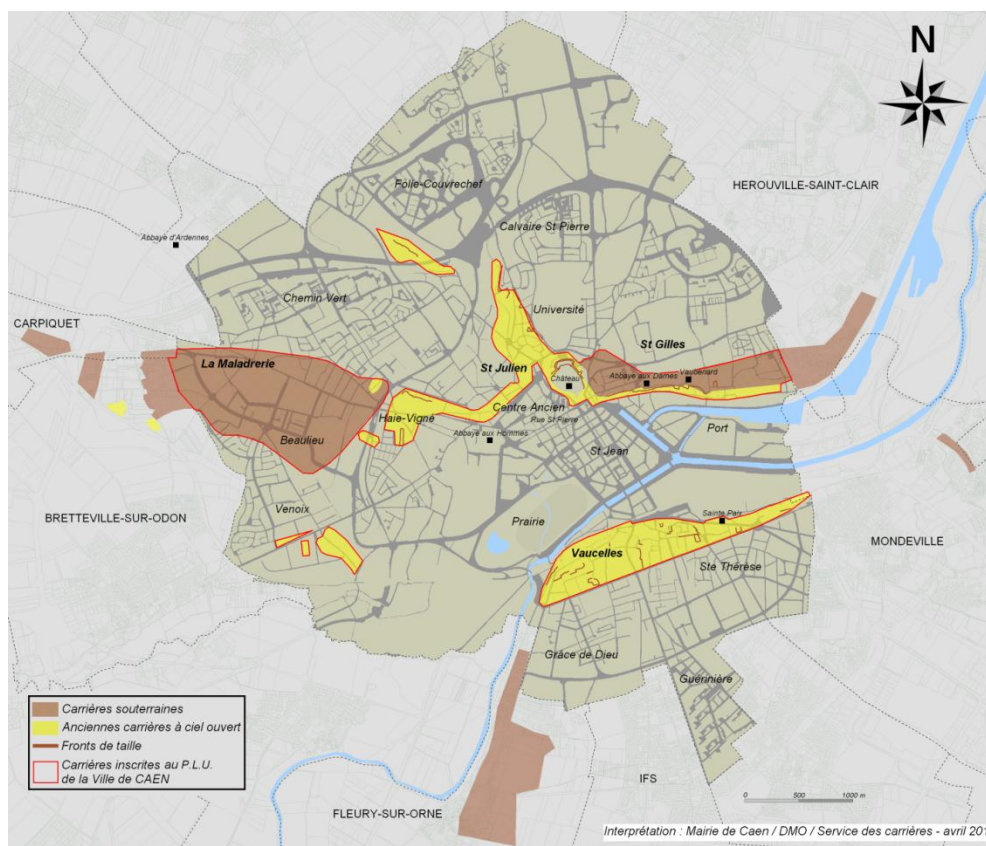 N
HEROUVILLE-SAINT-CLAIR
Folie-Couvrechef
Calvaire St Pierre
Abbaye d'Ardennes
Chemin Vert
Université
CARPIQUET
La Maladrerie
St Julien
St Gilles
Château
Abbaye aux Dames
Vaubenard
Haie-Vigné
Centre Ancien
Rue St Pierre
Abbaye aux Hommes
Port
Beaulieu
St Jean
Venoix
BRETTEVILLE-SUR-ODON
Prairie
Sainte Paix
MONDEVILLE
Vaucelles
Ste Thérèse
Grâce de Dieu
Guérinière
Carrières souterraines
Anciennes carrières à ciel ouvert
Fronts de taille
Carrières inscrites au P.L.U.
de la Ville de CAEN
IFS
0 500 1000 m
FLEURY-SUR-ORNE
Interprétation : Mairie de Caen / DMO / Service des carrières - avril 201